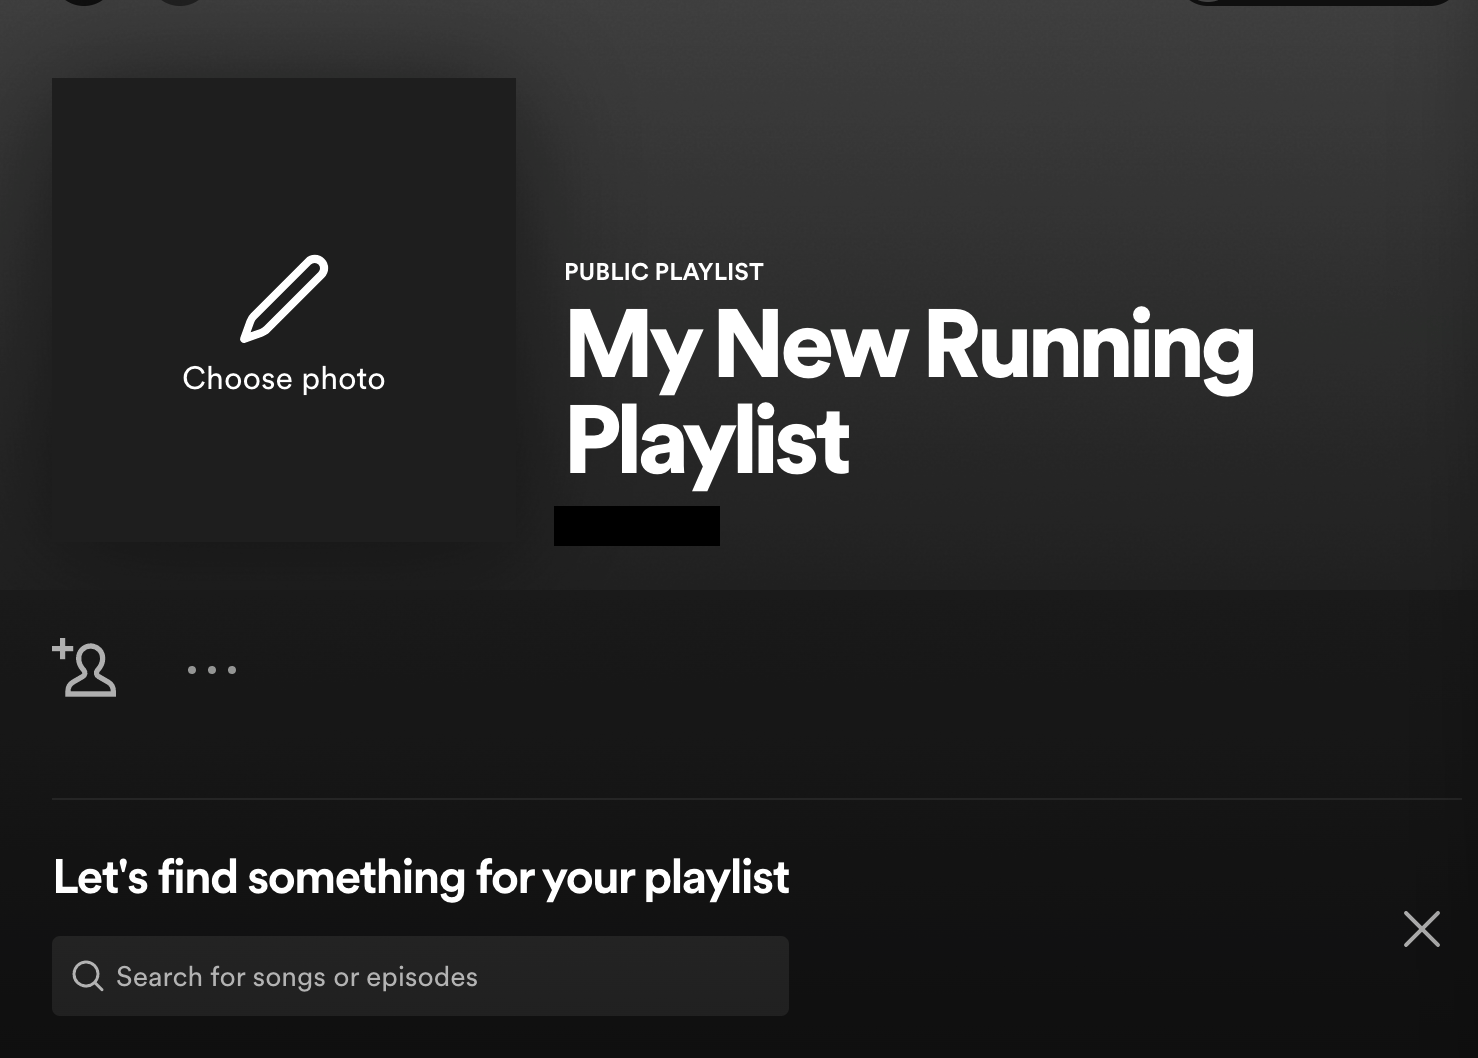 Choose photo
PUBLIC PLAYLIST
My New Running
Playlist
Let's find something for your playlist
Search for songs or episodes